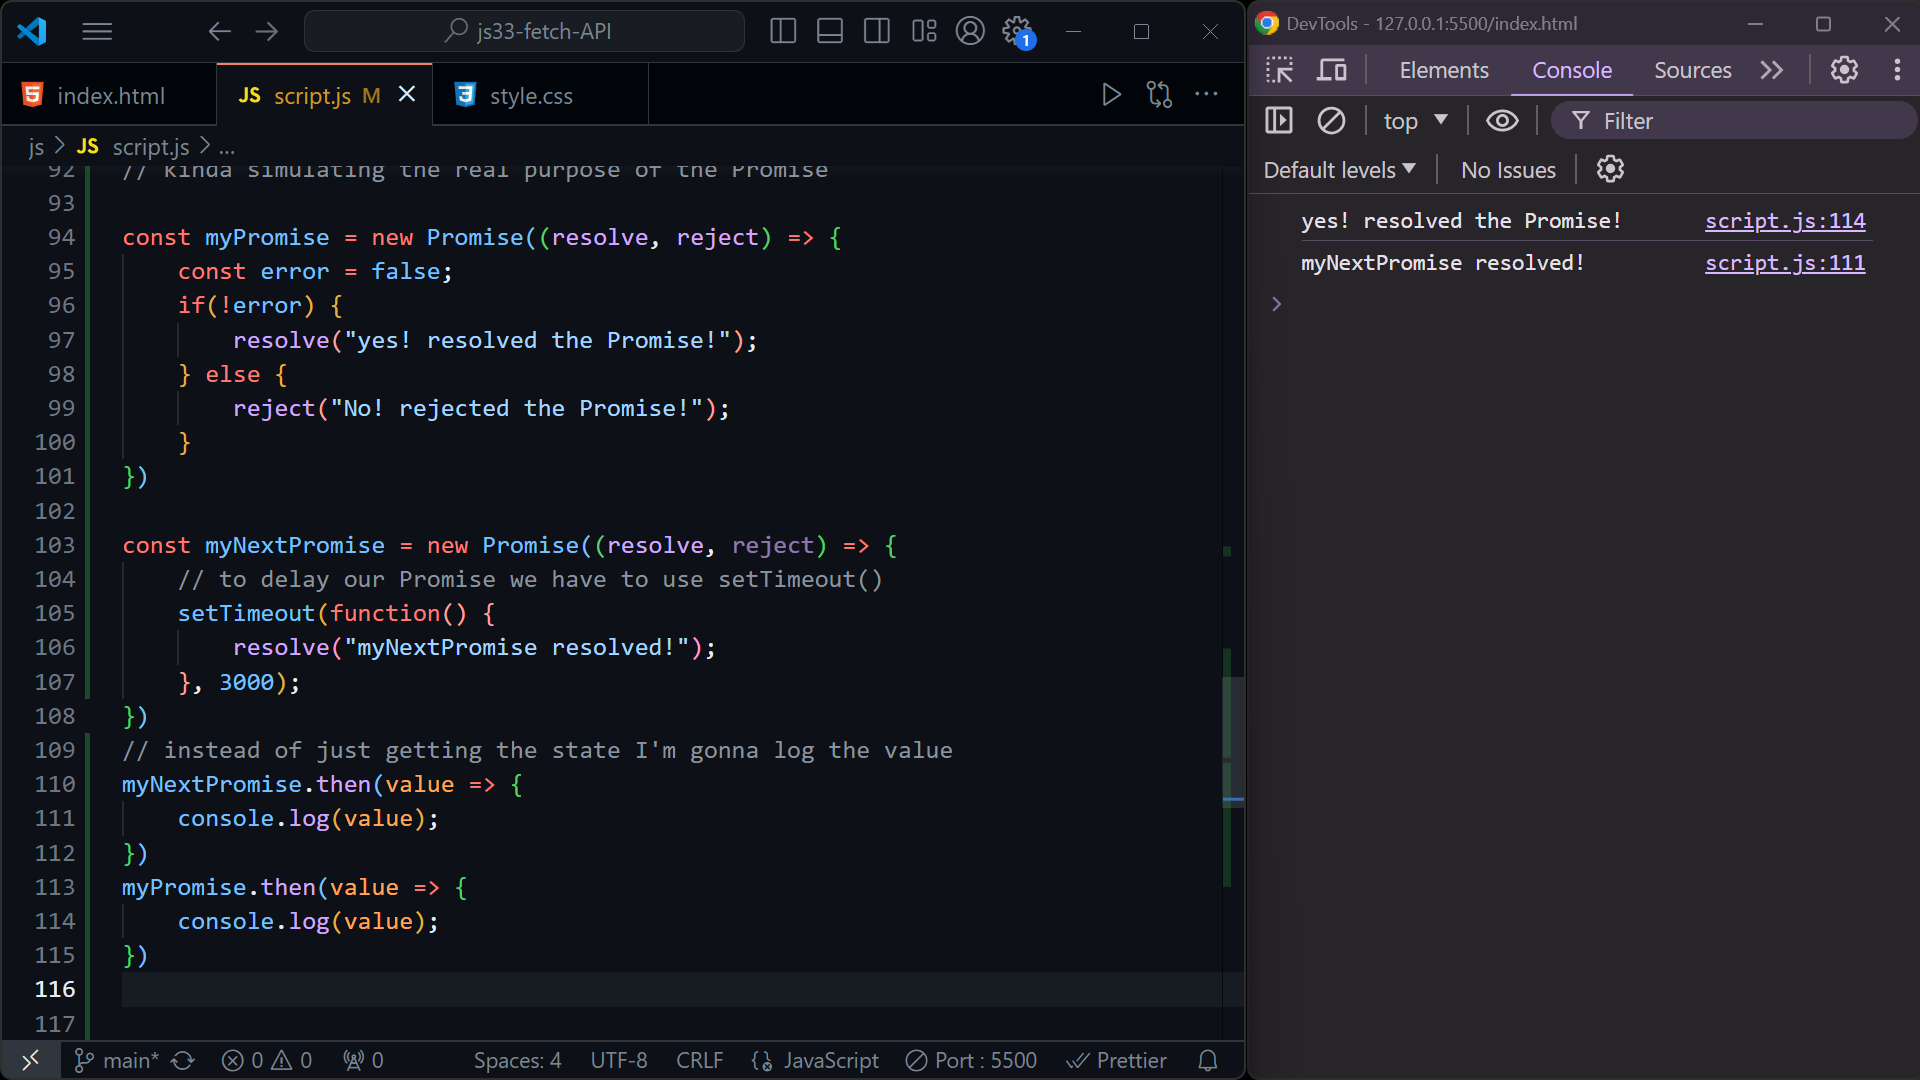 js33-fetch-API
1
index.html
JS script.js M
style.css
js > JS script.js > ...
92 // kinda simulating the real purpose of the Promise
93
94 const myPromise = new Promise((resolve, reject) => {
95 const error = false;
96 if(!error) {
97 resolve("yes! resolved the Promise!");
98 } else {
99 reject("No! rejected the Promise!");
100 }
101 })
102
103 const myNextPromise = new Promise((resolve, reject) => {
104 // to delay our Promise we have to use setTimeout()
105 setTimeout(function() {
106 resolve("myNextPromise resolved!");
107 }, 3000);
108 })
109 // instead of just getting the state I'm gonna log the value
110 myNextPromise.then(value => {
111 console.log(value);
112 })
113 myPromise.then(value => {
114 console.log(value);
115 })
116
117
main* 0 0 0 Spaces: 4 UTF-8 CRLF JavaScript Port : 5500 Prettier
DevTools - 127.0.0.1:5500/index.html
Elements Console Sources
top Filter
Default levels No Issues
yes! resolved the Promise! script.js:114
myNextPromise resolved! script.js:111